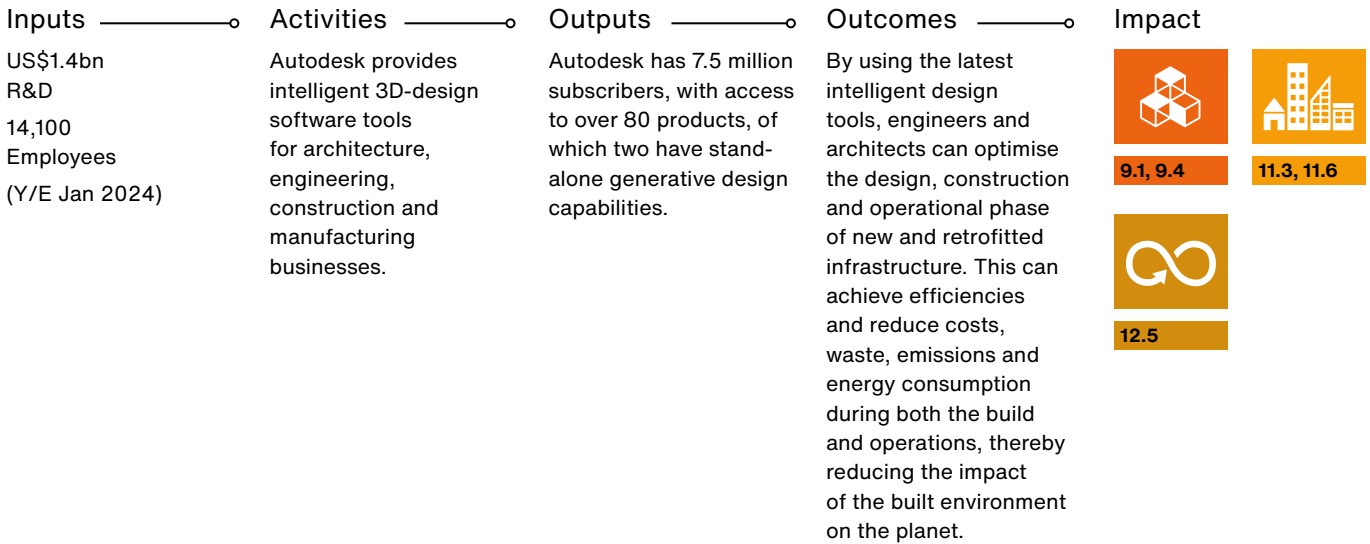 Inputs
US$1.4bn
R&D
14,100
Employees
(Y/E Jan 2024)
Activities
Autodesk provides
intelligent 3D-design
software tools
for architecture,
engineering,
construction and
manufacturing
businesses.
Outputs
Autodesk has 7.5 million
subscribers, with access
to over 80 products, of
which two have stand-
alone generative design
capabilities.
Outcomes
By using the latest
intelligent design
tools, engineers and
architects can optimise
the design, construction
and operational phase
of new and retrofitted
infrastructure. This can
achieve efficiencies
and reduce costs,
waste, emissions and
energy consumption
during both the build
and operations, thereby
reducing the impact
of the built environment
on the planet.
Impact
9.1, 9.4
11.3, 11.6
12.5